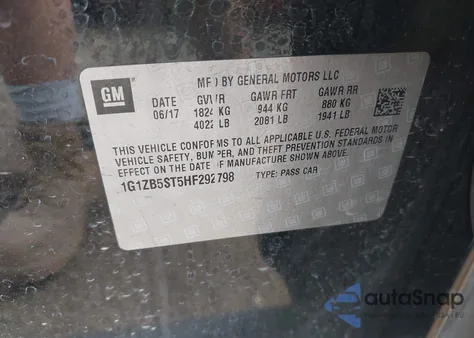 GM
MFD BY GENERAL MOTORS LLC
DATE GVWR GAWR FRT GAWR RR
06/17 1824 KG 944 KG 880 KG
4022 LB 2081 LB 1941 LB
THIS VEHICLE CONFORMS TO ALL APPLICABLE U.S. FEDERAL MOTOR
VEHICLE SAFETY, BUMPER, AND THEFT PREVENTION STANDARDS IN
EFFECT ON THE DATE OF MANUFACTURE SHOWN ABOVE.
1G1ZB5ST5HF292798 TYPE: PASS CAR
autoSnap